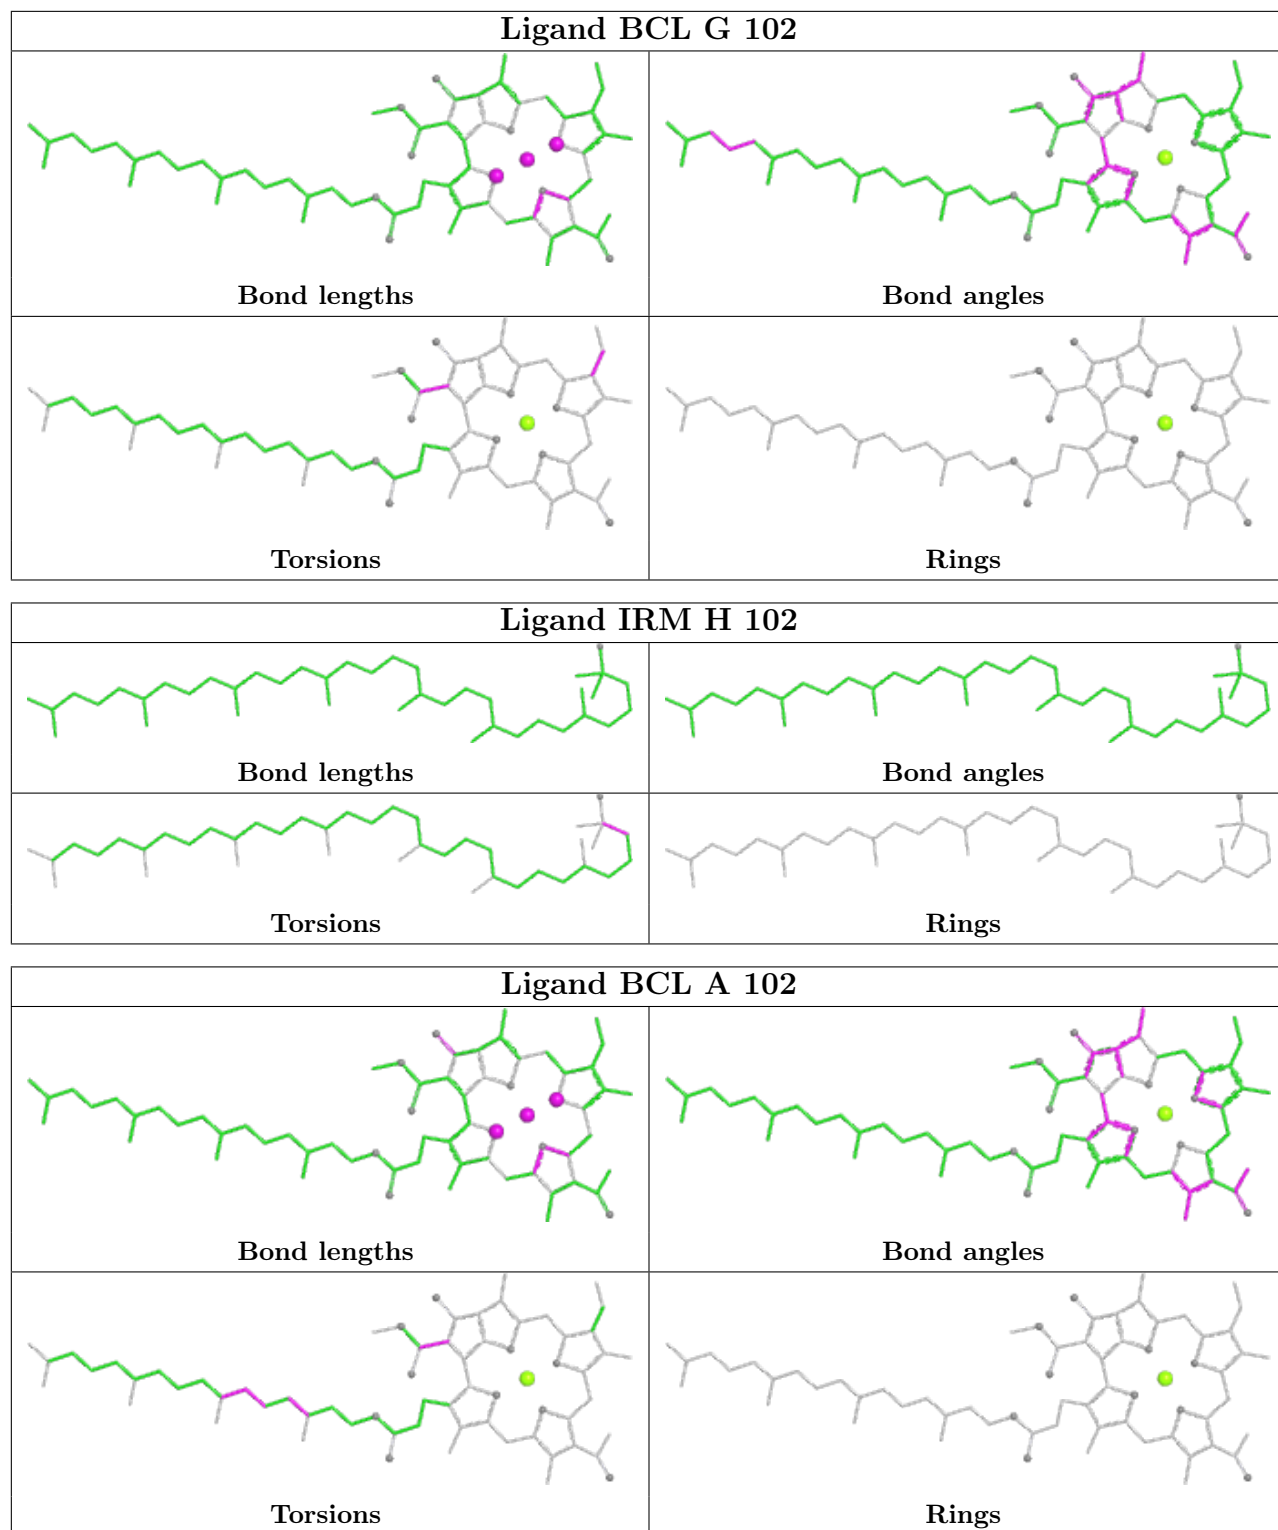 Ligand BCL G 102
Bond lengths
Bond angles
Torsions
Rings
Ligand IRM H 102
Bond lengths
Bond angles
Torsions
Rings
Ligand BCL A 102
Bond lengths
Bond angles
Torsions
Rings